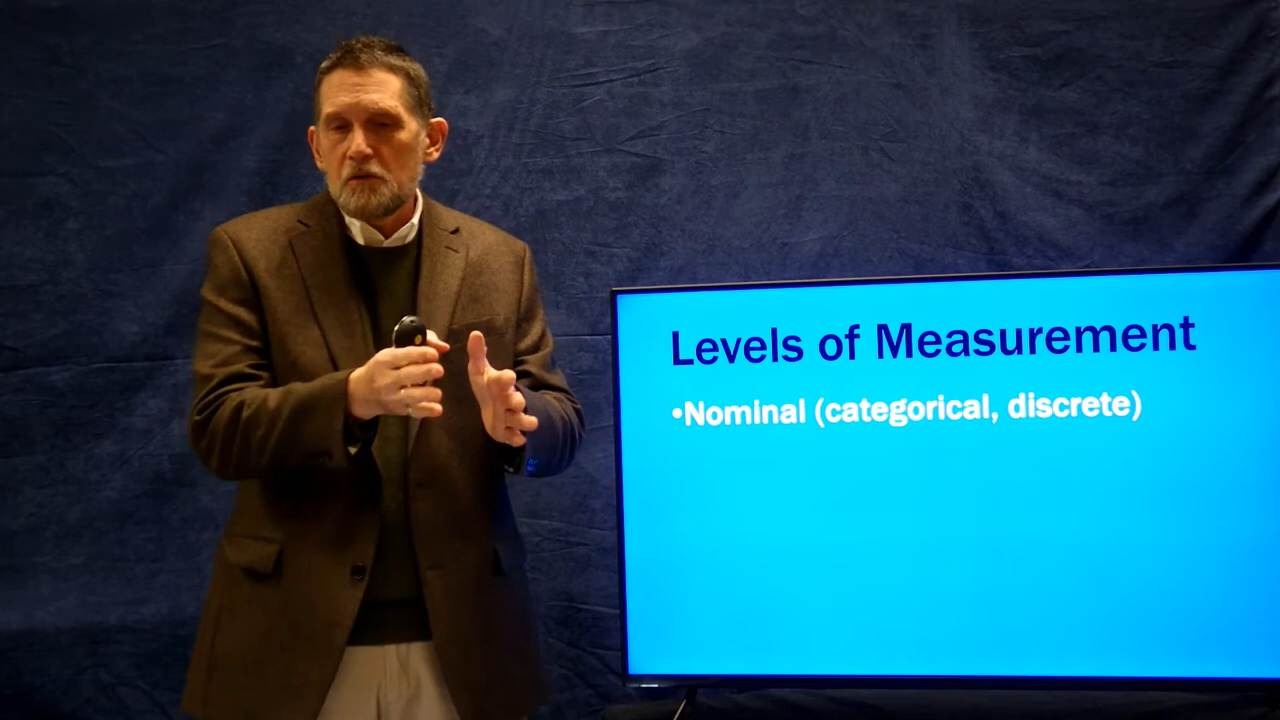 Levels of Measurement
•Nominal (categorical, discrete)